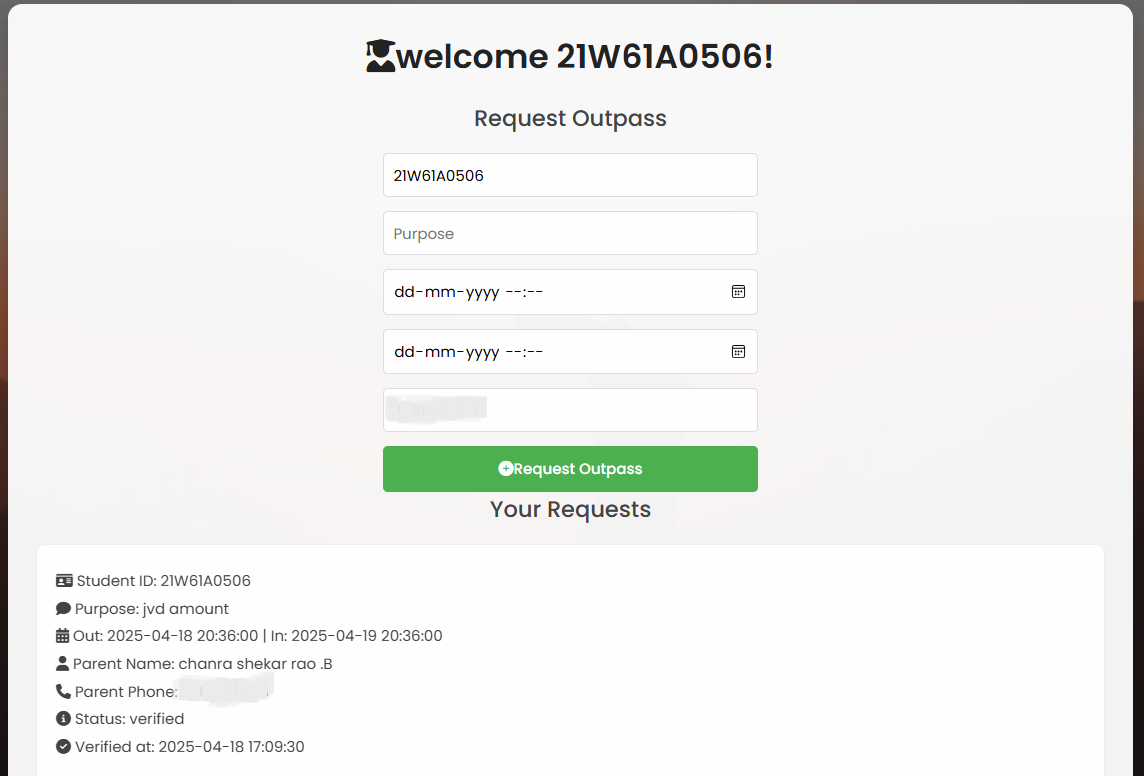 welcome 21W61A0506!
Request Outpass
21W61A0506
Purpose
dd-mm-yyyy --:--
dd-mm-yyyy --:--
Request Outpass
Your Requests
Student ID: 21W61A0506
Purpose: jvd amount
Out: 2025-04-18 20:36:00 | In: 2025-04-19 20:36:00
Parent Name: chanra shekar rao .B
Parent Phone:
Status: verified
Verified at: 2025-04-18 17:09:30